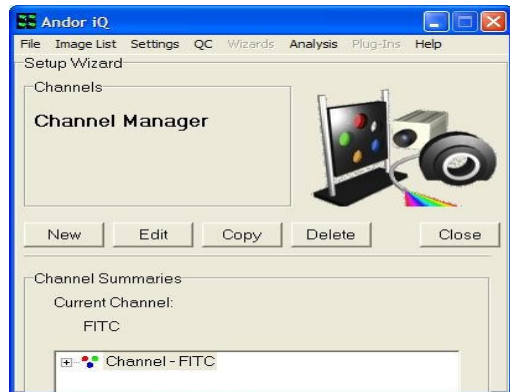 Andor iQ
File Image List Settings QC Wizards Analysis Plug-Ins Help
Setup Wizard
Channels
Channel Manager
New Edit Copy Delete Close
Channel Summaries
Current Channel:
FITC
Channel - FITC